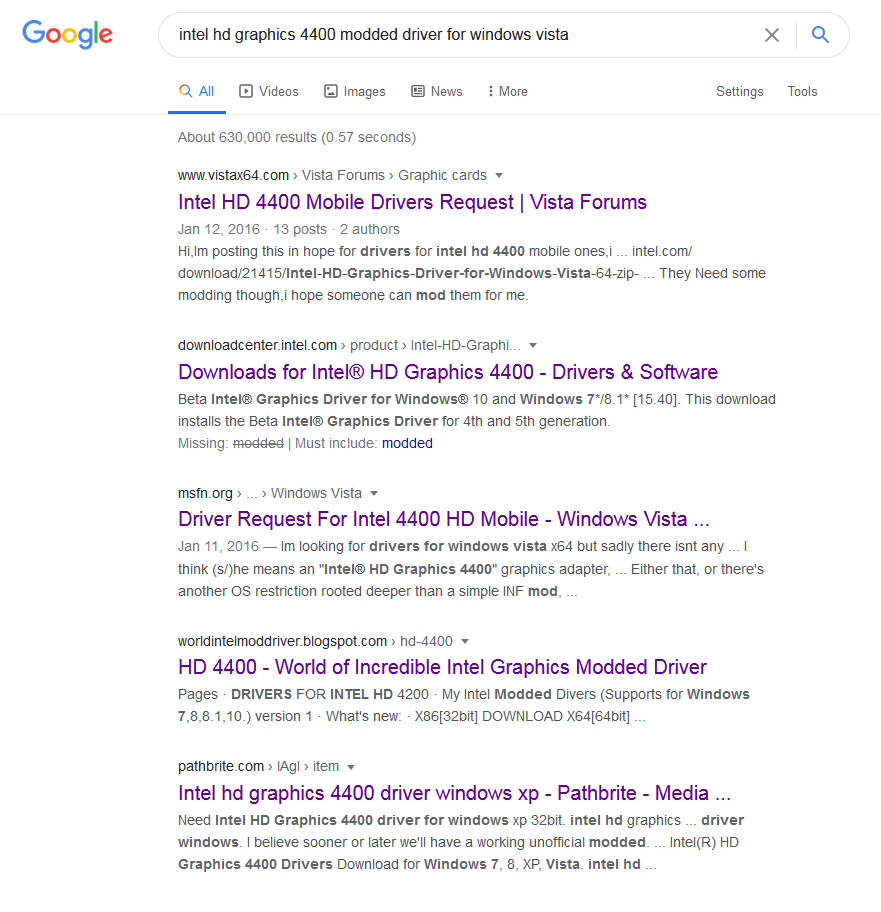 Google
intel hd graphics 4400 modded driver for windows vista
All Videos Images News More Settings Tools
About 630,000 results (0.57 seconds)
www.vistax64.com › Vista Forums › Graphic cards
Intel HD 4400 Mobile Drivers Request | Vista Forums
Jan 12, 2016 · 13 posts · 2 authors
Hi,Im posting this in hope for drivers for intel hd 4400 mobile ones,i ... intel.com/
download/21415/Intel-HD-Graphics-Driver-for-Windows-Vista-64-zip- ... They Need some
modding though,i hope someone can mod them for me.
downloadcenter.intel.com › product › Intel-HD-Graphi...
Downloads for Intel® HD Graphics 4400 - Drivers & Software
Beta Intel® Graphics Driver for Windows® 10 and Windows 7*/8.1* [15.40]. This download
installs the Beta Intel® Graphics Driver for 4th and 5th generation.
Missing: modded | Must include: modded
msfn.org › ... › Windows Vista
Driver Request For Intel 4400 HD Mobile - Windows Vista ...
Jan 11, 2016 — Im looking for drivers for windows vista x64 but sadly there isnt any ... I
think (s/)he means an "Intel® HD Graphics 4400" graphics adapter, ... Either that, or there's
another OS restriction rooted deeper than a simple INF mod, ...
worldintelmoddriver.blogspot.com › hd-4400
HD 4400 - World of Incredible Intel Graphics Modded Driver
Pages · DRIVERS FOR INTEL HD 4200 · My Intel Modded Divers (Supports for Windows
7,8,8.1,10.) version 1 · What's new: · X86[32bit] DOWNLOAD X64[64bit] ...
pathbrite.com › lAgl › item
Intel hd graphics 4400 driver windows xp - Pathbrite - Media ...
Need Intel HD Graphics 4400 driver for windows xp 32bit. intel hd graphics ... driver
windows. I believe sooner or later we'll have a working unofficial modded. ... Intel(R) HD
Graphics 4400 Drivers Download for Windows 7, 8, XP, Vista. intel hd ...